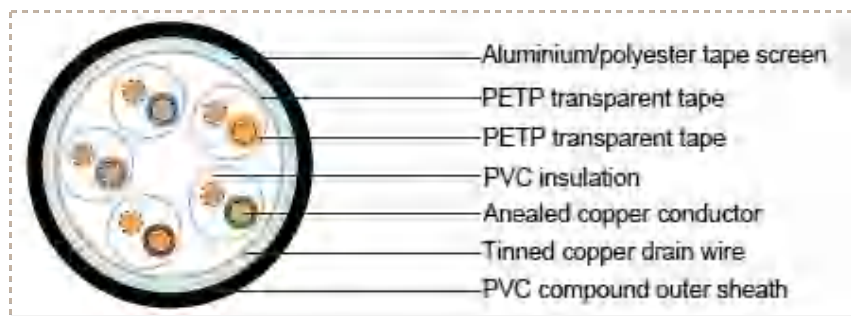 Aluminium/polyester tape screen
PETP transparent tape
PETP transparent tape
PVC insulation
Anealed copper conductor
Tinned copper drain wire
PVC compound outer sheath